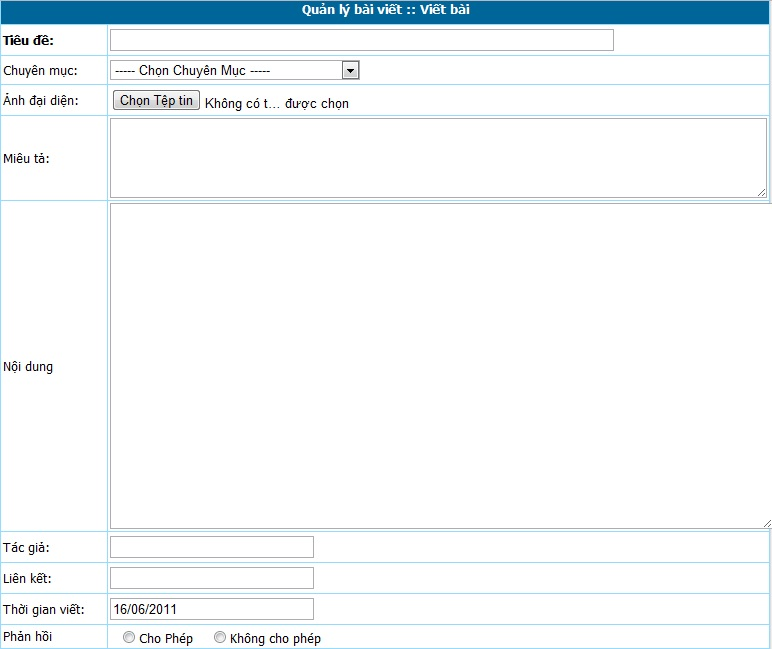 Quản lý bài viết :: Viết bài
Tiêu đề:
Chuyên mục: ----- Chọn Chuyên Mục -----
Ảnh đại diện: Chọn Tệp tin Không có t... được chọn
Miêu tả:
Nội dung
Tác giả:
Liên kết:
Thời gian viết: 16/06/2011
Phản hồi Cho Phép Không cho phép